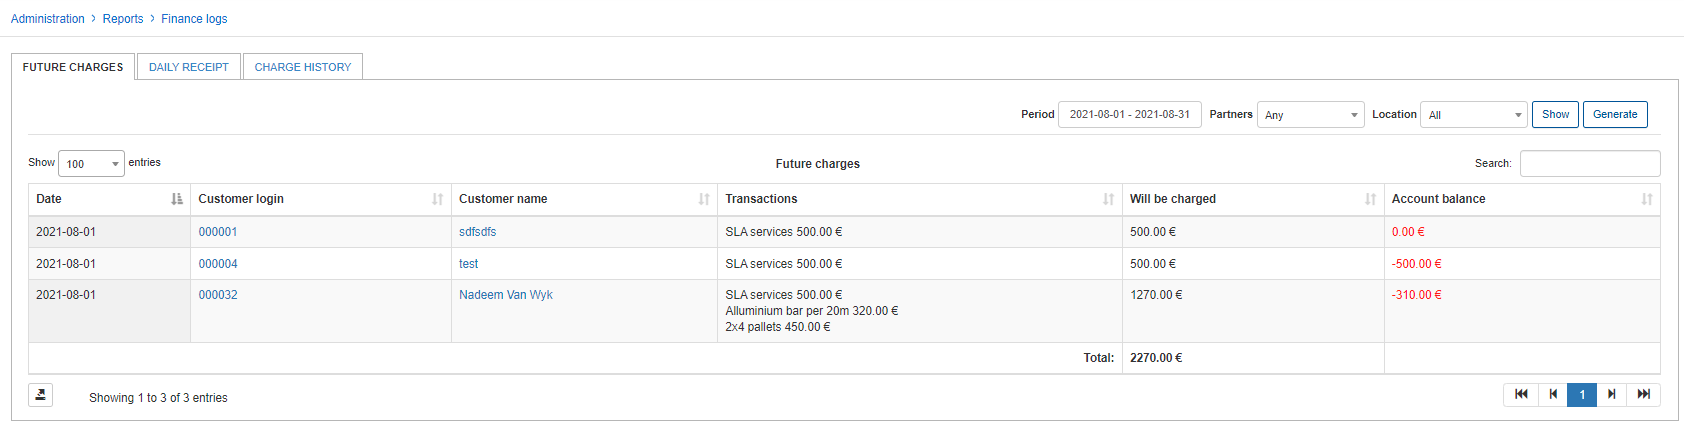 Administration > Reports > Finance logs
FUTURE CHARGES DAILY RECEIPT CHARGE HISTORY
Period 2021-08-01 - 2021-08-31 Partners Any Location All Show Generate
Show 100 entries Future charges Search:
Date Customer login Customer name Transactions Will be charged Account balance
2021-08-01 000001 sdfsdfs SLA services 500.00 € 500.00 € 0.00 €
2021-08-01 000004 test SLA services 500.00 € 500.00 € -500.00 €
2021-08-01 000032 Nadeem Van Wyk SLA services 500.00 € 1270.00 € -310.00 €
Alluminium bar per 20m 320.00 €
2x4 pallets 450.00 €
Total: 2270.00 €
Showing 1 to 3 of 3 entries 1